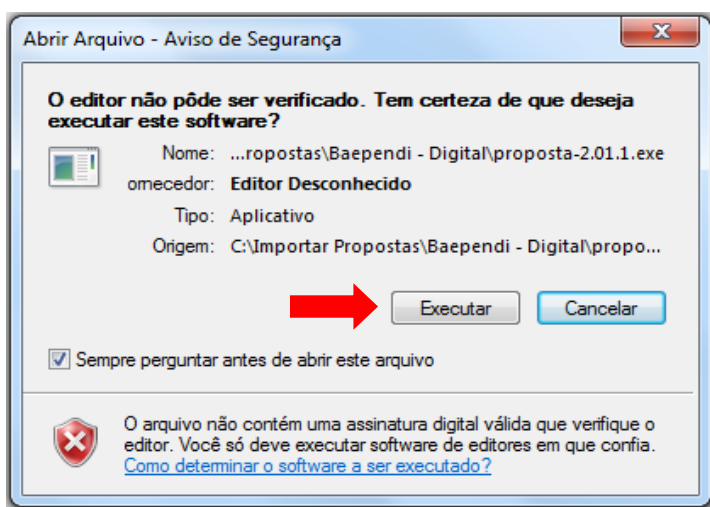 Abrir Arquivo - Aviso de Segurança
O editor não pôde ser verificado. Tem certeza de que deseja
executar este software?
Nome: ...ropostas\Baependi - Digital\proposta-2.01.1.exe
omecedor: Editor Desconhecido
Tipo: Aplicativo
Origem: C:\Importar Propostas\Baependi - Digital\propo...
Executar Cancelar
Sempre perguntar antes de abrir este arquivo
O arquivo não contém uma assinatura digital válida que verifique o
editor. Você só deve executar software de editores em que confia.
Como determinar o software a ser executado?